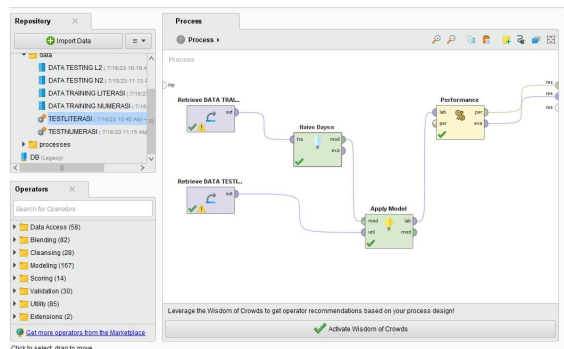 Repository
Import Data
data
DATA TESTING L2 (7/18/23 10:19 A
DATA TESTING N2 (7/18/23 11:13 A
DATA TRAINING LITERASI (7/18/2
DATA TRAINING NUMERASI (7/18
TESTLITERASI (7/18/23 10:40 AM –
TESTNUMERASI (7/18/23 11:15 AM
processes
DB (Legacy)
Operators
Search for Operators
Data Access (58)
Blending (82)
Cleansing (28)
Modeling (167)
Scoring (14)
Validation (30)
Utility (85)
Extensions (2)
Get more operators from the Marketplace
Click to select, drag to move
Process
Process
Process
inp
res
res
res
Retrieve DATA TRAI...
out
Naive Bayes
tra
mod
exa
Performance
lab
per
per
exa
Retrieve DATA TESTI...
out
Apply Model
mod
lab
unl
mod
Leverage the Wisdom of Crowds to get operator recommendations based on your process design!
Activate Wisdom of Crowds